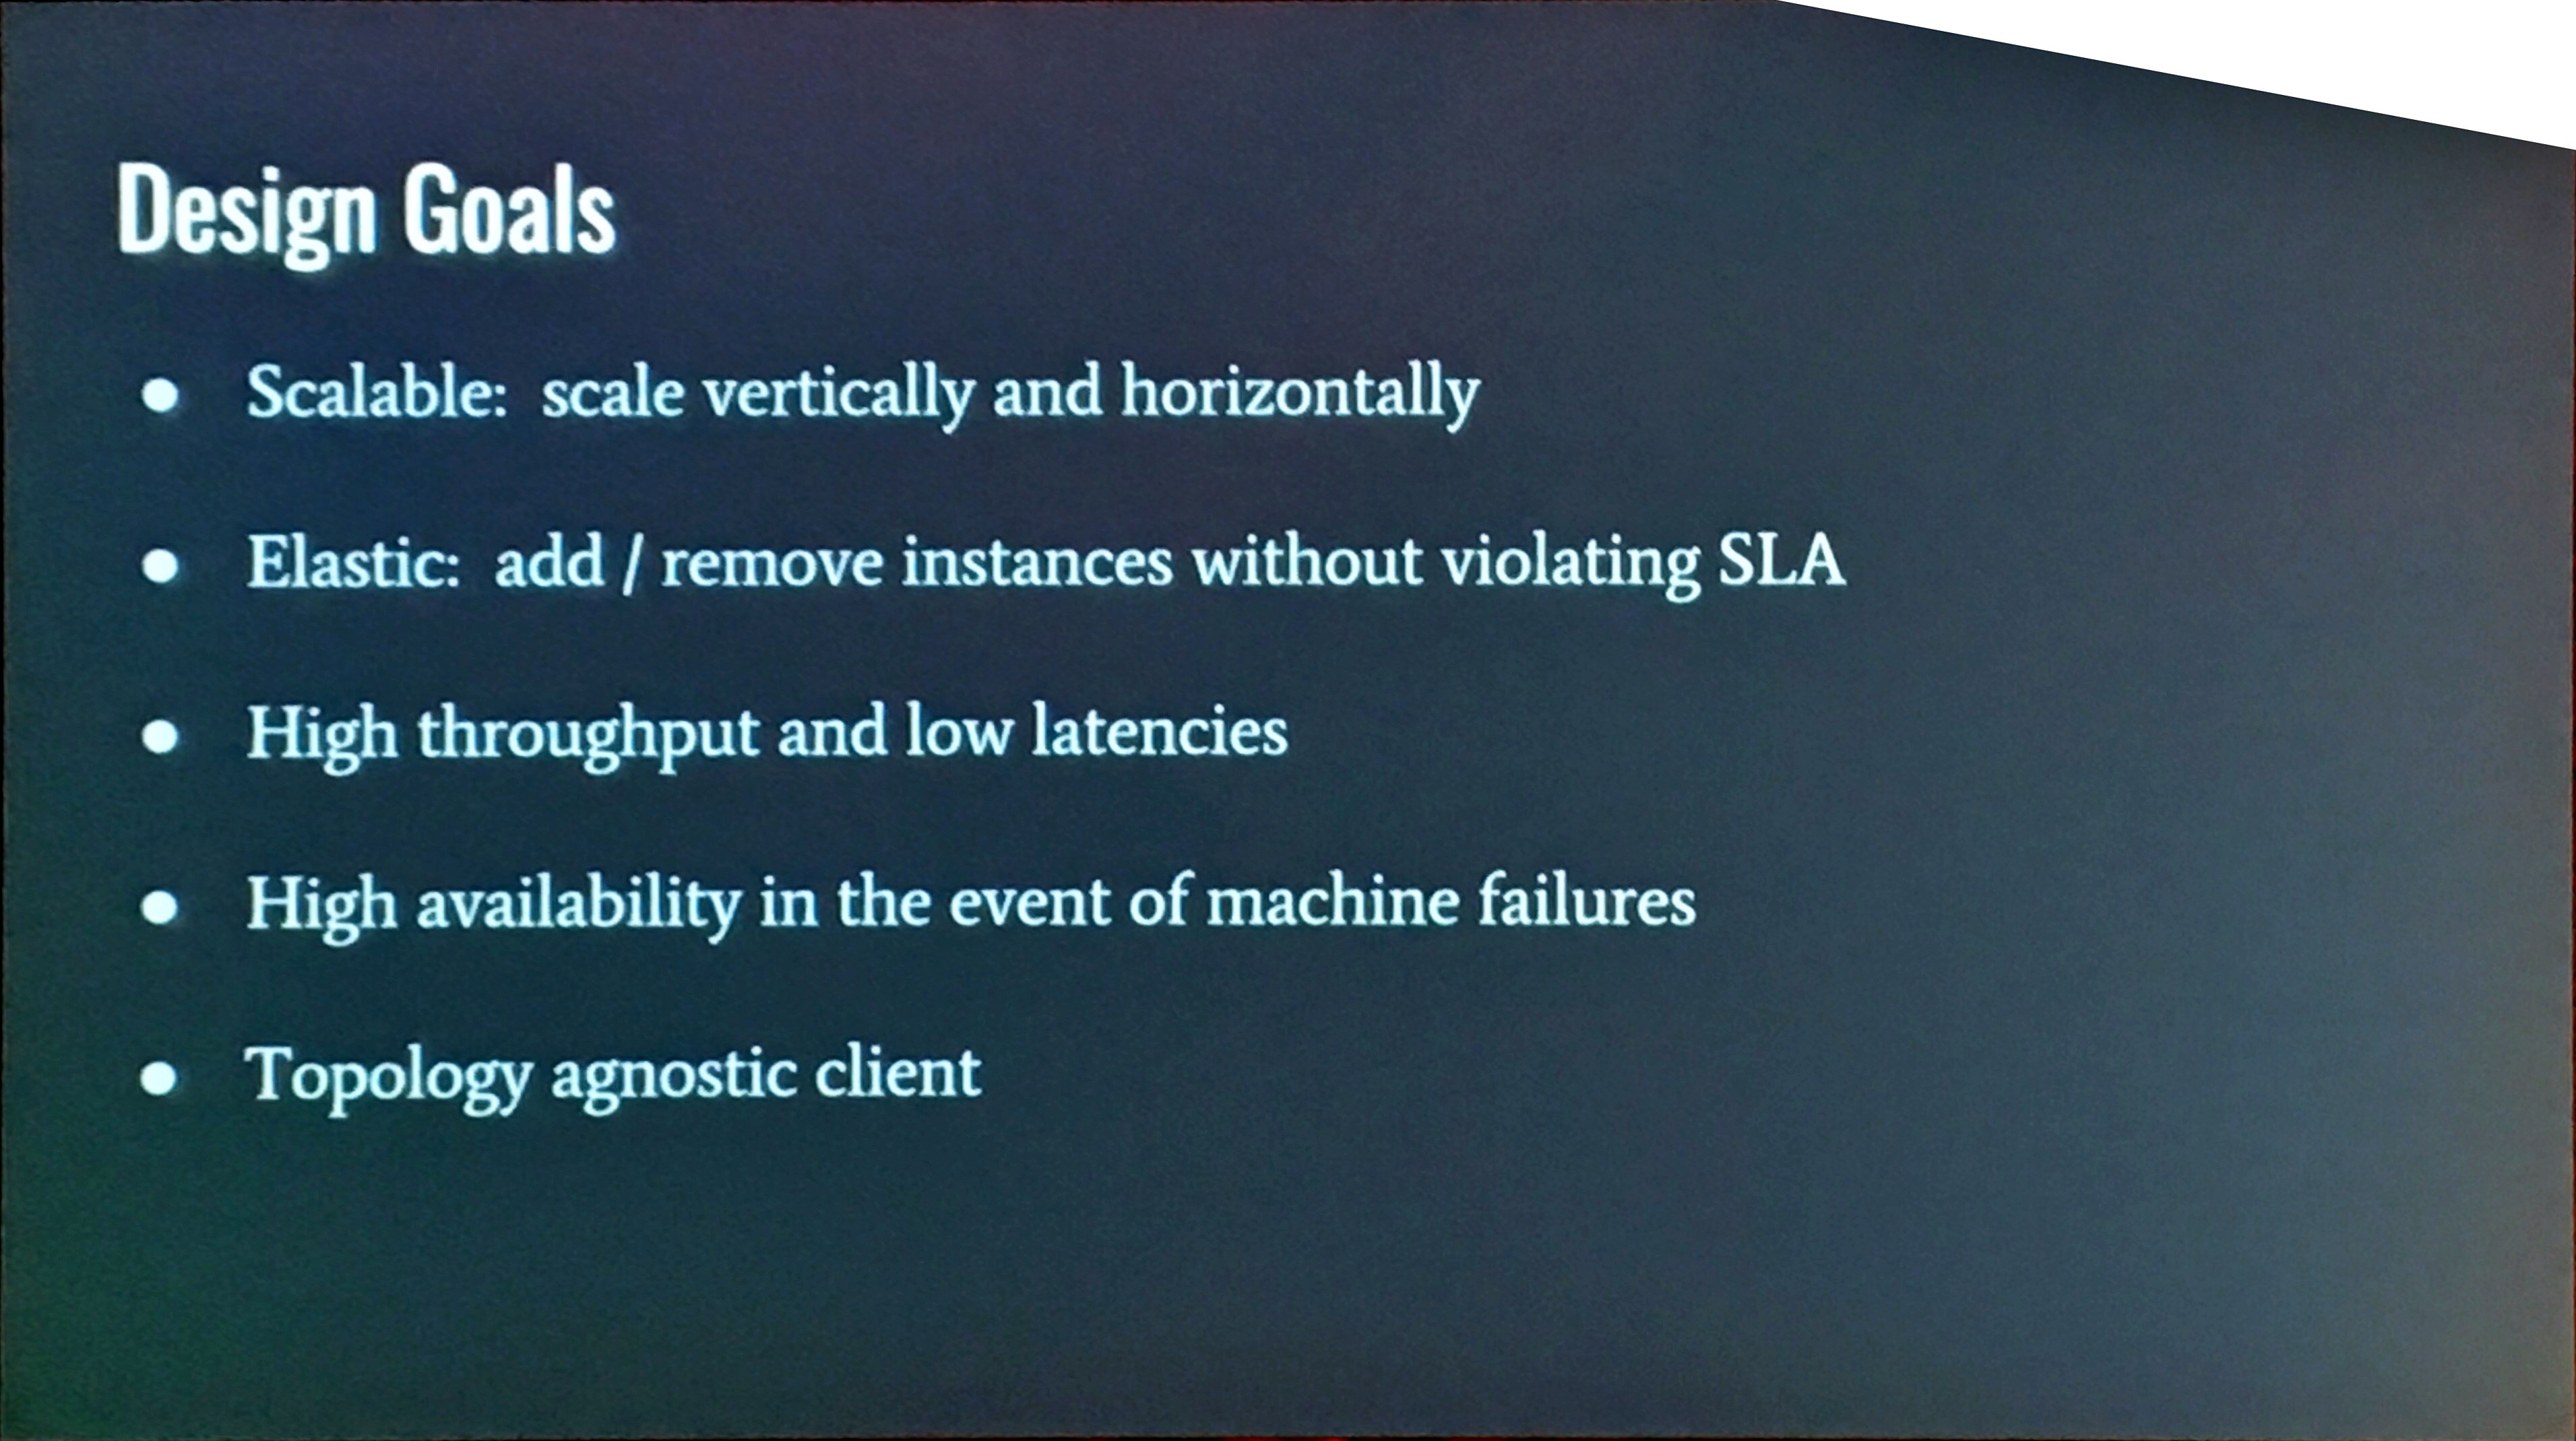 Design Goals
● Scalable:  scale vertically and horizontally
● Elastic:  add / remove instances without violating SLA
● High throughput and low latencies
● High availability in the event of machine failures
● Topology agnostic client